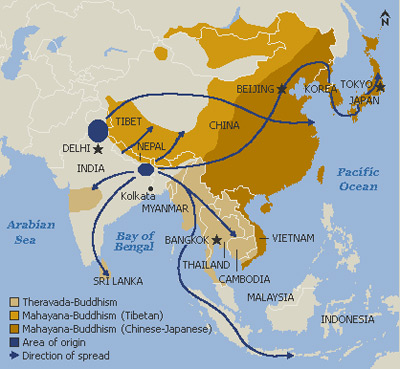 N
BEIJING
KOREA
TOKYO
JAPAN
TIBET
CHINA
DELHI
NEPAL
INDIA
Kolkata
MYANMAR
Pacific
Ocean
Arabian
Sea
Bay of
Bengal
BANGKOK
VIETNAM
THAILAND
CAMBODIA
SRI LANKA
MALAYSIA
INDONESIA
Theravada-Buddhism
Mahayana-Buddhism (Tibetan)
Mahayana-Buddhism (Chinese-Japanese)
Area of origin
Direction of spread